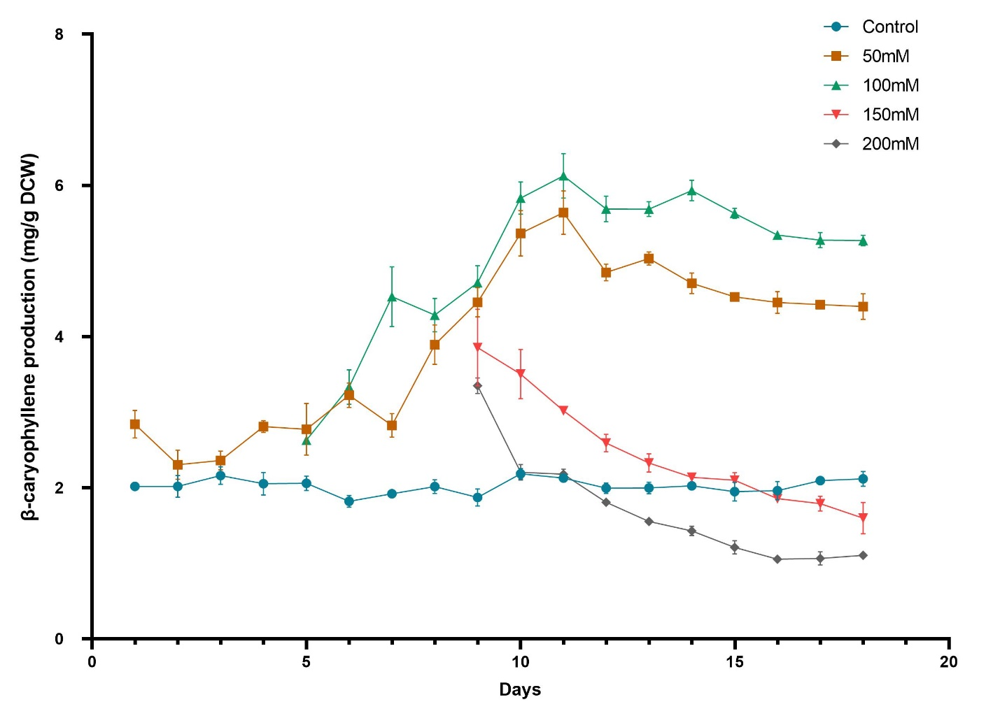 Control
50mM
100mM
150mM
200mM
8
6
4
2
0
β-caryophyllene production (mg/g DCW)
0 5 10 15 20
Days